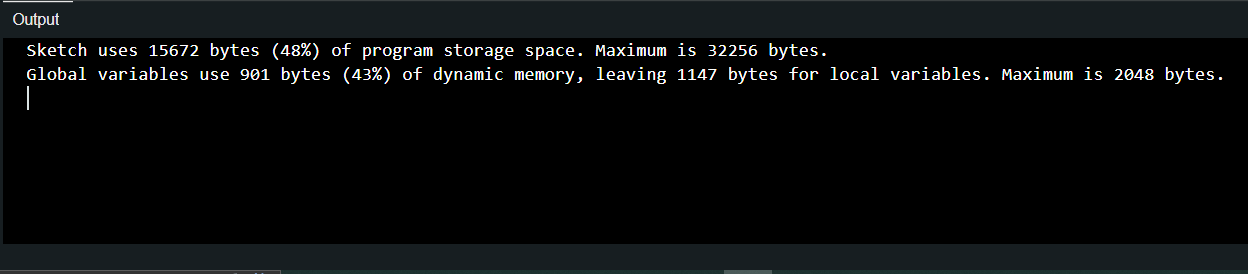 Output
Sketch uses 15672 bytes (48%) of program storage space. Maximum is 32256 bytes.
Global variables use 901 bytes (43%) of dynamic memory, leaving 1147 bytes for local variables. Maximum is 2048 bytes.